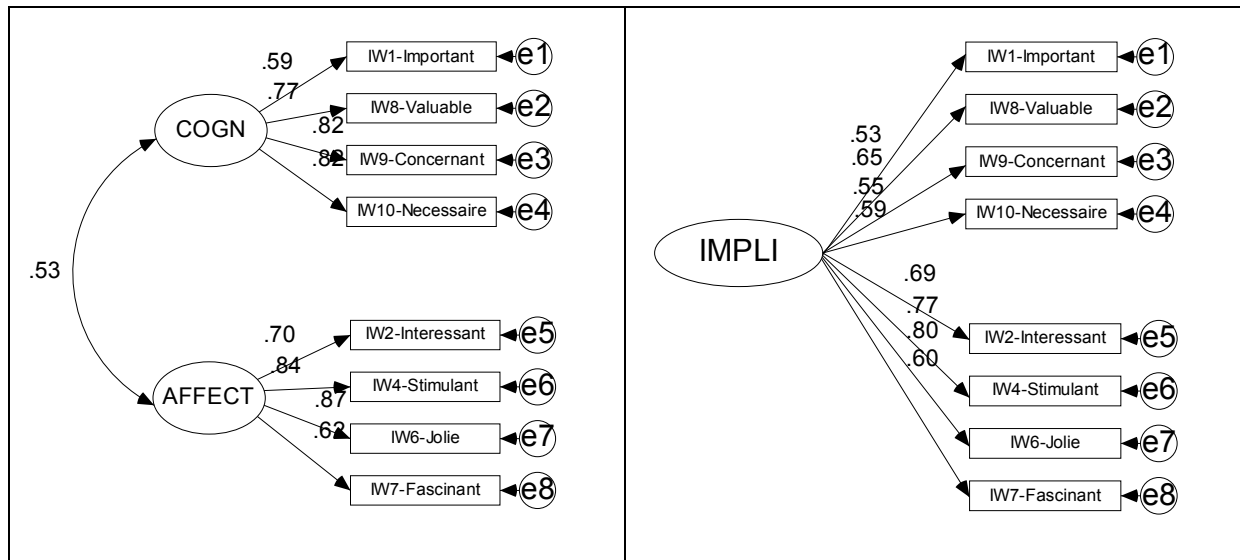 .59
IW1-Important
e1
.77
IW8-Valuable
e2
COGN
.82
IW9-Concernant
e3
.82
IW10-Necessaire
e4
.53
.70
IW2-Interessant
e5
.84
IW4-Stimulant
e6
AFFECT
.87
IW6-Jolie
e7
.62
IW7-Fascinant
e8
IW1-Important
e1
IW8-Valuable
e2
.53
.65
IW9-Concernant
e3
.55
.59
IW10-Necessaire
e4
IMPLI
.69
.77
IW2-Interessant
e5
.80
.60
IW4-Stimulant
e6
IW6-Jolie
e7
IW7-Fascinant
e8